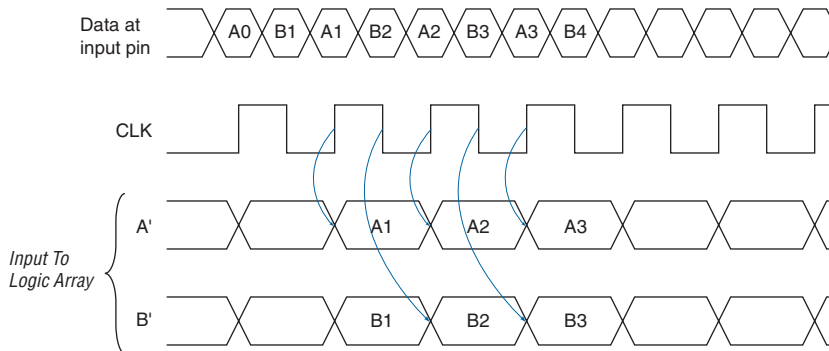 Data at
input pin
A0 B1 A1 B2 A2 B3 A3 B4
CLK
A'
A1 A2 A3
Input To
Logic Array
B'
B1 B2 B3